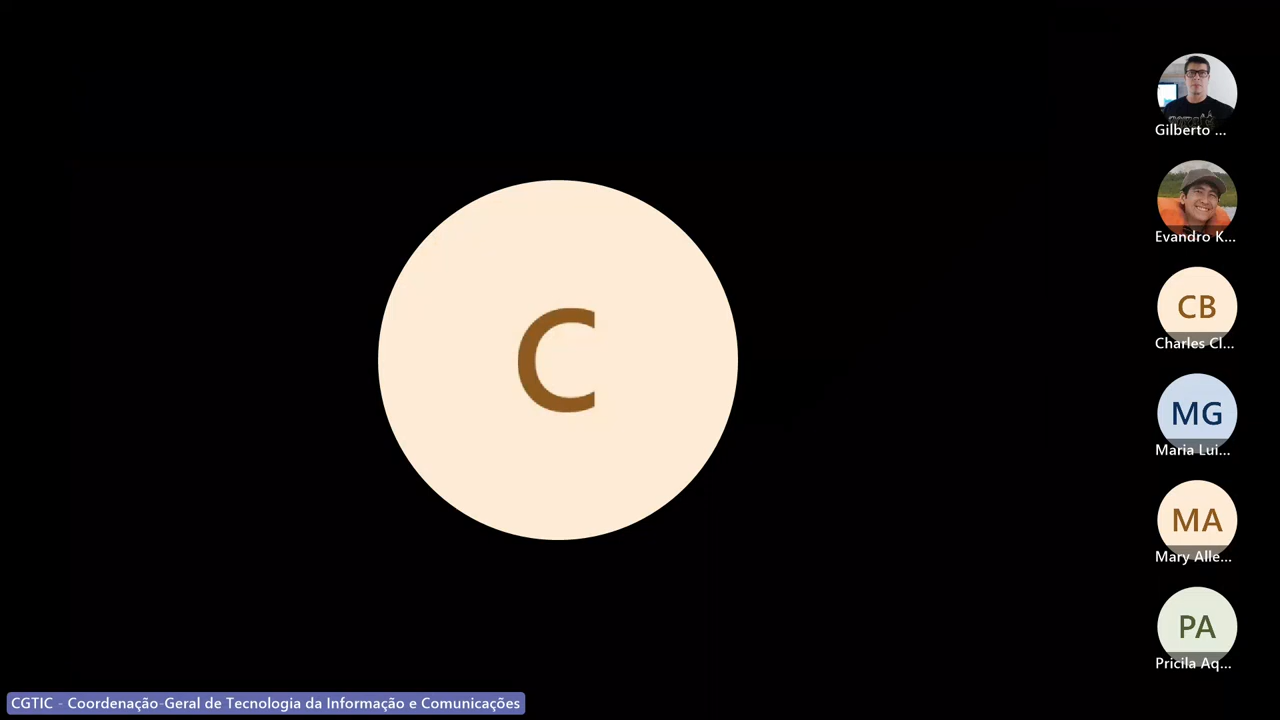 Gilberto ...
Evandro K...
C
CB
Charles Cl...
MG
Maria Lui...
MA
Mary Alle...
PA
Pricila Aq...
CGTIC - Coordenação-Geral de Tecnologia da Informação e Comunicações